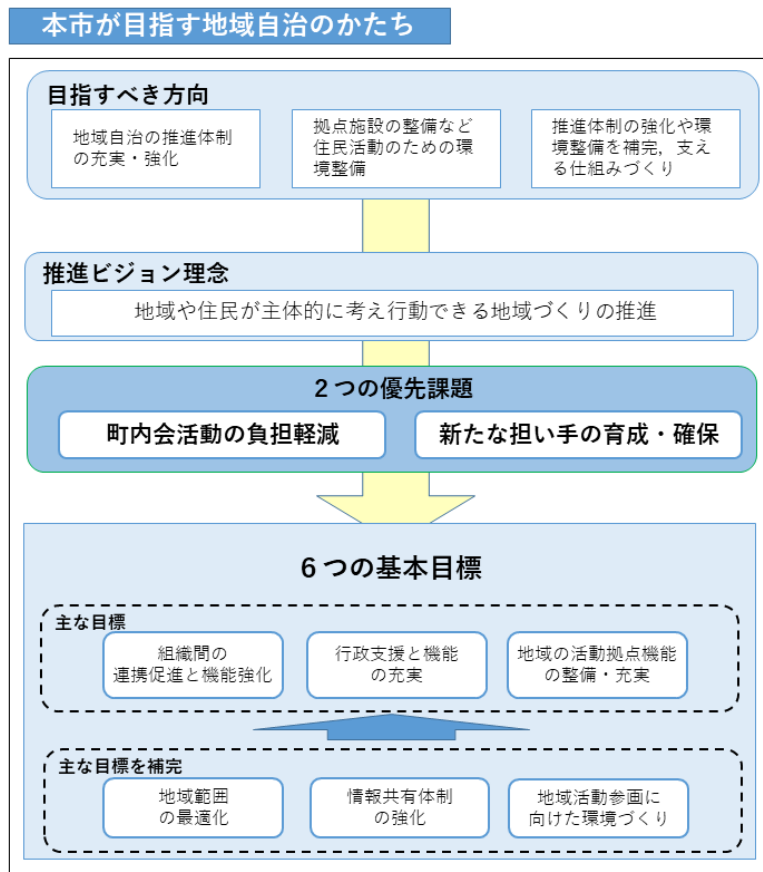 本市が目指す地域自治のかたち
目指すべき方向
地域自治の推進体制
の充実・強化
拠点施設の整備など
住民活動のための環
境整備
推進体制の強化や環
境整備を補完，支え
る仕組みづくり
推進ビジョン理念
地域や住民が主体的に考え行動できる地域づくりの推進
２つの優先課題
町内会活動の負担軽減
新たな担い手の育成・確保
６つの基本目標
主な目標
組織間の
連携促進と機能強化
行政支援と機能
の充実
地域の活動拠点機能
の整備・充実
主な目標を補完
地域範囲
の最適化
情報共有体制
の強化
地域活動参画に
向けた環境づくり